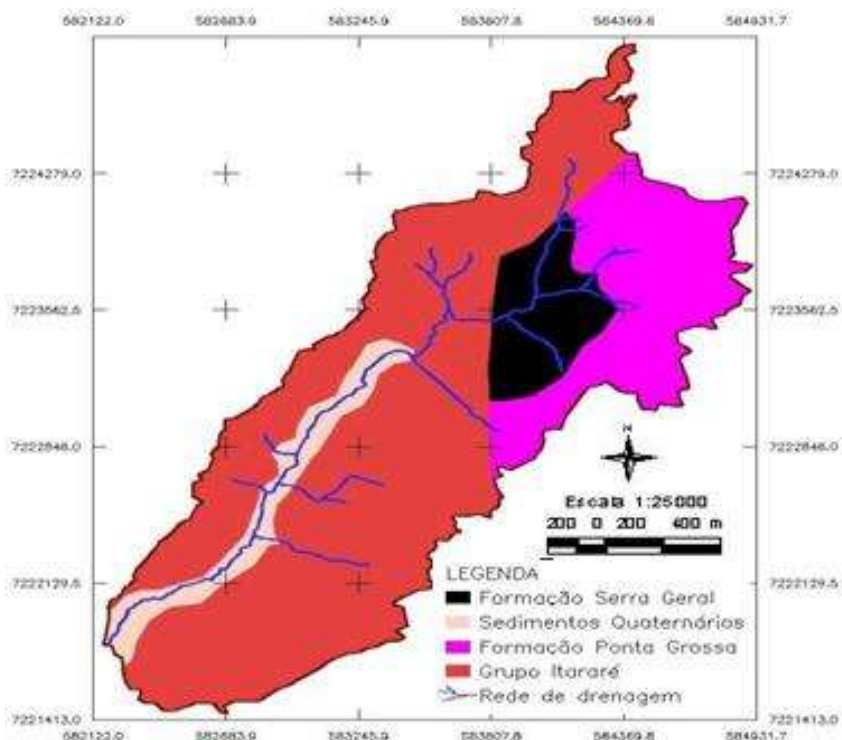 582122.0 582683.9 583245.9 583807.8 584369.8 584931.7
7224279.0 7224279.0
7223562.5 7223562.5
7222846.0 7222846.0
N
Escala 1:25000
200 0 200 400 m
7222129.5 7222129.5
LEGENDA
Formação Serra Geral
Sedimentos Quaternários
Formação Ponta Grossa
Grupo Itararé
Rede de drenagem
7221413.0 7221413.0
582122.0 582683.9 583245.9 583807.8 584369.8 584931.7